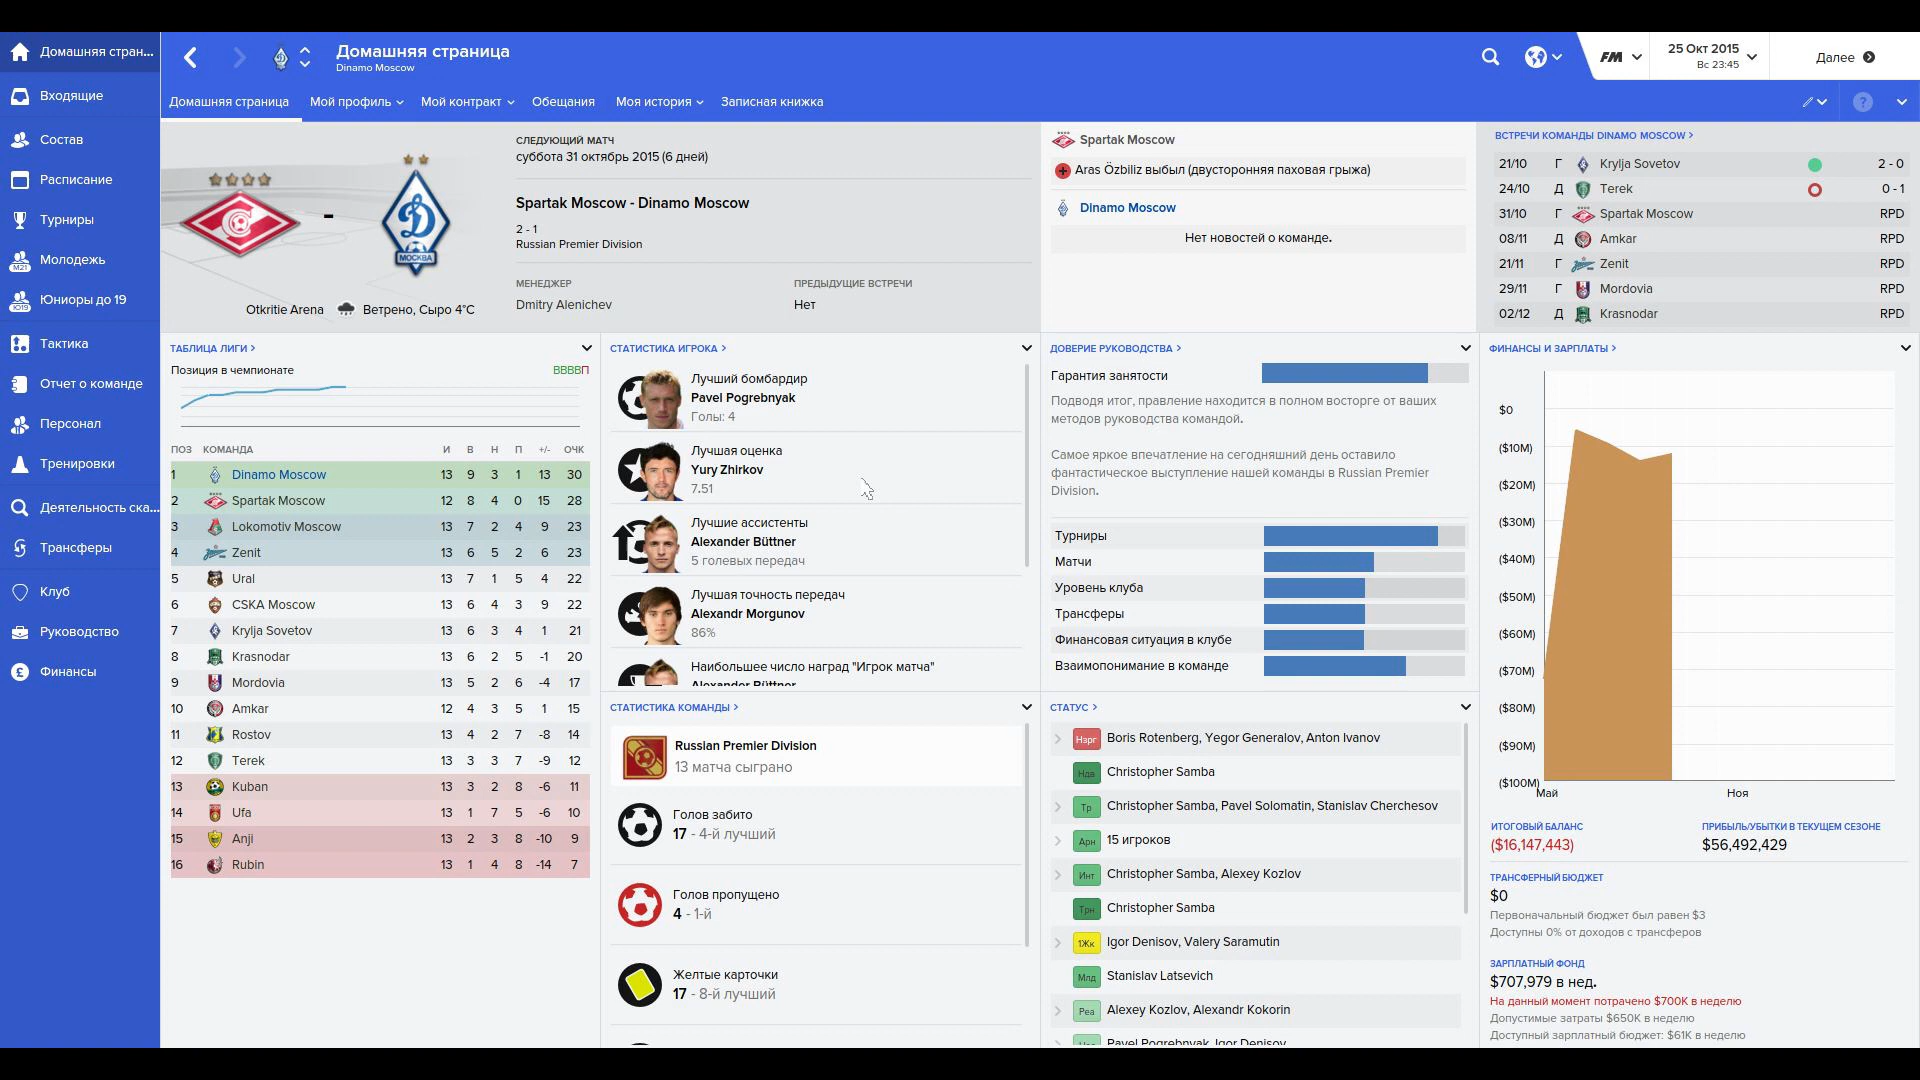 Домашняя стран...
Входящие
Состав
Расписание
Турниры
Молодежь
Юниоры до 19
Тактика
Отчет о команде
Персонал
Тренировки
Деятельность ска...
Трансферы
Клуб
Руководство
Финансы
Домашняя страница
Dinamo Moscow
FM
25 Окт 2015
Вс 23:45
Далее
Домашняя страница Мой профиль Мой контракт Обещания Моя история Записная книжка
МОСКВА
Otkritie Arena Ветрено, Сыро 4°C
СЛЕДУЮЩИЙ МАТЧ
суббота 31 октябрь 2015 (6 дней)
Spartak Moscow - Dinamo Moscow
2 - 1
Russian Premier Division
МЕНЕДЖЕР ПРЕДЫДУЩИЕ ВСТРЕЧИ
Dmitry Alenichev Нет
Spartak Moscow
Aras Özbiliz выбыл (двусторонняя паховая грыжа)
Dinamo Moscow
Нет новостей о команде.
ВСТРЕЧИ КОМАНДЫ DINAMO MOSCOW >
21/10 Г Krylja Sovetov 2 - 0
24/10 Д Terek 0 - 1
31/10 Г Spartak Moscow RPD
08/11 Д Amkar RPD
21/11 Г Zenit RPD
29/11 Г Mordovia RPD
02/12 Д Krasnodar RPD
ТАБЛИЦА ЛИГИ >
Позиция в чемпионате ВВВВП
ПОЗ КОМАНДА И В Н П +/- ОЧК
1 Dinamo Moscow 13 9 3 1 13 30
2 Spartak Moscow 12 8 4 0 15 28
3 Lokomotiv Moscow 13 7 2 4 9 23
4 Zenit 13 6 5 2 6 23
5 Ural 13 7 1 5 4 22
6 CSKA Moscow 13 6 4 3 9 22
7 Krylja Sovetov 13 6 3 4 1 21
8 Krasnodar 13 6 2 5 -1 20
9 Mordovia 13 5 2 6 -4 17
10 Amkar 12 4 3 5 1 15
11 Rostov 13 4 2 7 -8 14
12 Terek 13 3 3 7 -9 12
13 Kuban 13 3 2 8 -6 11
14 Ufa 13 1 7 5 -6 10
15 Anji 13 2 3 8 -10 9
16 Rubin 13 1 4 8 -14 7
СТАТИСТИКА ИГРОКА >
Лучший бомбардир
Pavel Pogrebnyak
Голы: 4
Лучшая оценка
Yury Zhirkov
7.51
Лучшие ассистенты
Alexander Büttner
5 голевых передач
Лучшая точность передач
Alexandr Morgunov
86%
Наибольшее число наград "Игрок матча"
Alexander Büttner
СТАТИСТИКА КОМАНДЫ >
Russian Premier Division
13 матча сыграно
Голов забито
17 - 4-й лучший
Голов пропущено
4 - 1-й
Желтые карточки
17 - 8-й лучший
ДОВЕРИЕ РУКОВОДСТВА >
Гарантия занятости
Подводя итог, правление находится в полном восторге от ваших
методов руководства командой.
Самое яркое впечатление на сегодняшний день оставило
фантастическое выступление нашей команды в Russian Premier
Division.
Турниры
Матчи
Уровень клуба
Трансферы
Финансовая ситуация в клубе
Взаимопонимание в команде
СТАТУС >
Нзрг Boris Rotenberg, Yegor Generalov, Anton Ivanov
Ндв Christopher Samba
Тр Christopher Samba, Pavel Solomatin, Stanislav Cherchesov
Арн 15 игроков
Инт Christopher Samba, Alexey Kozlov
Трн Christopher Samba
1Жк Igor Denisov, Valery Saramutin
Млд Stanislav Latsevich
Реа Alexey Kozlov, Alexandr Kokorin
Pavel Pogrebnyak, Igor Denisov
ФИНАНСЫ И ЗАРПЛАТЫ >
$0
($10M)
($20M)
($30M)
($40M)
($50M)
($60M)
($70M)
($80M)
($90M)
($100M)
Май Ноя
ИТОГОВЫЙ БАЛАНС ПРИБЫЛЬ/УБЫТКИ В ТЕКУЩЕМ СЕЗОНЕ
($16,147,443) $56,492,429
ТРАНСФЕРНЫЙ БЮДЖЕТ
$0
Первоначальный бюджет был равен $3
Доступны 0% от доходов с трансферов
ЗАРПЛАТНЫЙ ФОНД
$707,979 в нед.
На данный момент потрачено $700K в неделю
Допустимые затраты $650K в неделю
Доступный зарплатный бюджет: $61K в неделю